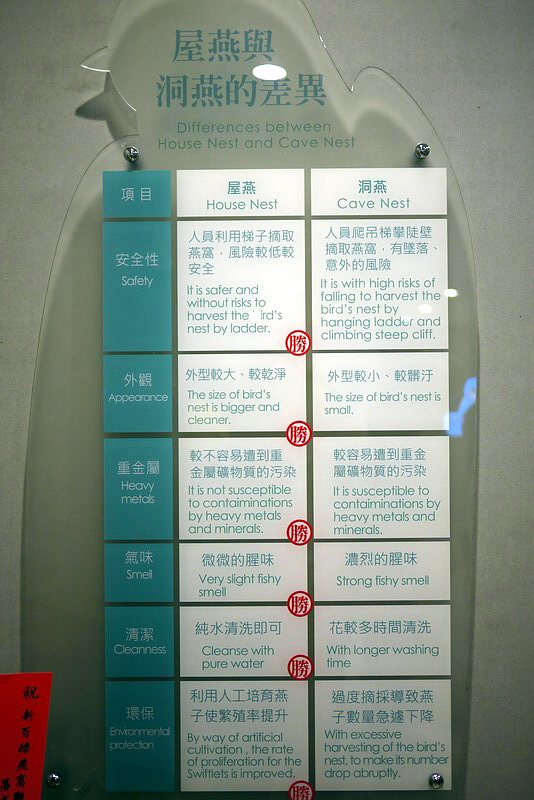 屋燕與
洞燕的差異
Differences between
House Nest and Cave Nest
項目
屋燕
House Nest
洞燕
Cave Nest
安全性
Safety
人員利用梯子摘取
燕窩，風險較低較
安全
It is safer and
without risks to
harvest the ird's
nest by ladder.
勝
人員爬吊梯攀陡壁
摘取燕窩，有墜落、
意外的風險
It is with high risks of
falling to harvest the
bird's nest by
hanging ladder and
climbing steep cliff.
外觀
Appearance
外型較大、較乾淨
The size of bird's
nest is bigger and
cleaner.
勝
外型較小、較髒汙
The size of bird's nest is
small.
重金屬
Heavy
metals
較不容易遭到重金
屬礦物質的污染
It is not susceptible
to contaiminations
by heavy metals
and minerals.
勝
較容易遭到重金
屬礦物質的污染
It is susceptible to
contaiminations by
heavy metals and
minerals.
氣味
Smell
微微的腥味
Very slight fishy
smell
勝
濃烈的腥味
Strong fishy smell
清潔
Cleanness
純水清洗即可
Cleanse with
pure water
勝
花較多時間清洗
With longer washing
time
環保
Environmental
protection
利用人工培育燕
子使繁殖率提升
By way of artificial
cultivation , the rate
of proliferation for the
Swiftlets is improved.
勝
過度摘採導致燕
子數量急遽下降
With excessive
harvesting of the bird's
nest, to make its number
drop abruptly.
祝